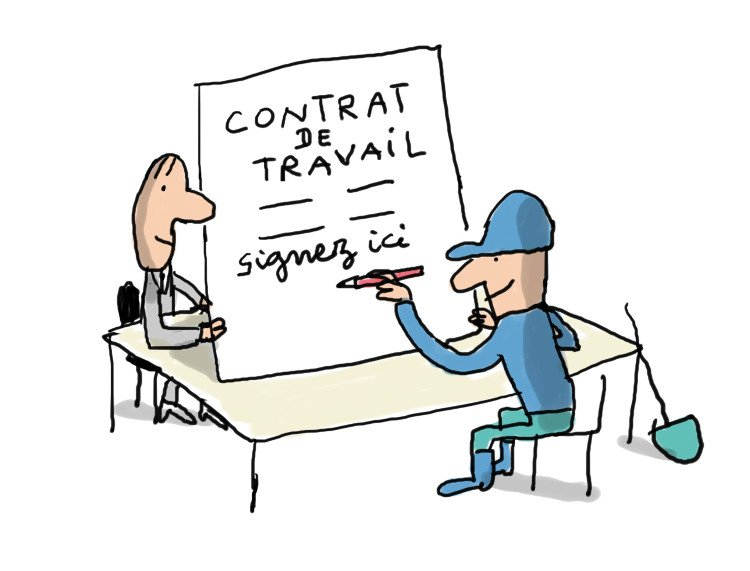 CONTRAT
DE
TRAVAiL
signez ici